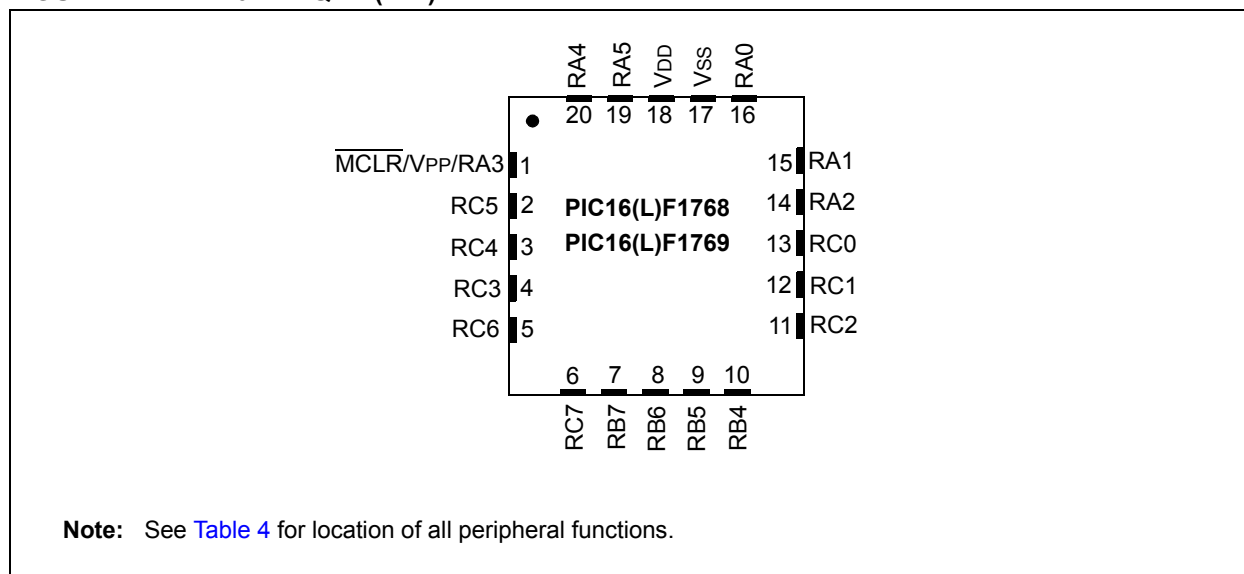 RA4
RA5
VDD
VSS
RA0
20 19 18 17 16
MCLR/VPP/RA3 1
15 RA1
RC5 2
PIC16(L)F1768
14 RA2
RC4 3
PIC16(L)F1769
13 RC0
RC3 4
12 RC1
RC6 5
11 RC2
6 7 8 9 10
RC7
RB7
RB6
RB5
RB4
Note: See Table 4 for location of all peripheral functions.